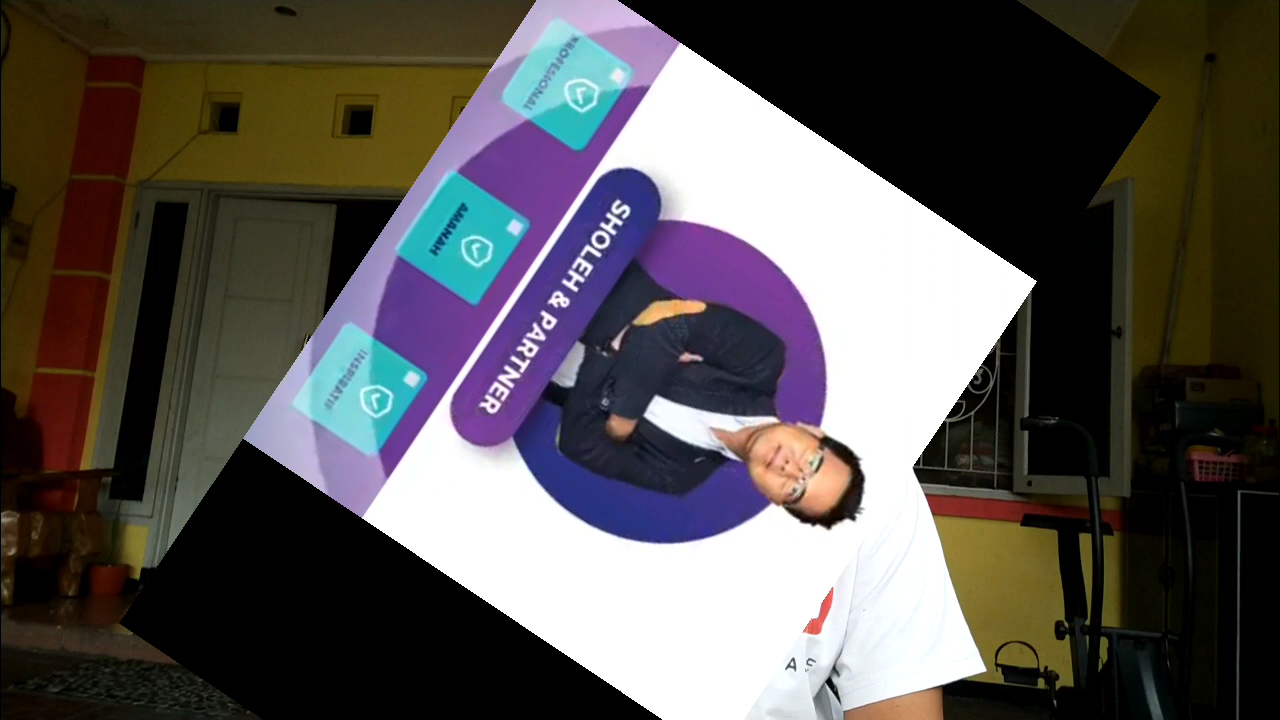 SHOLEH & PARTNER
PROFESIONAL
AMANAH
INSPIRATIF